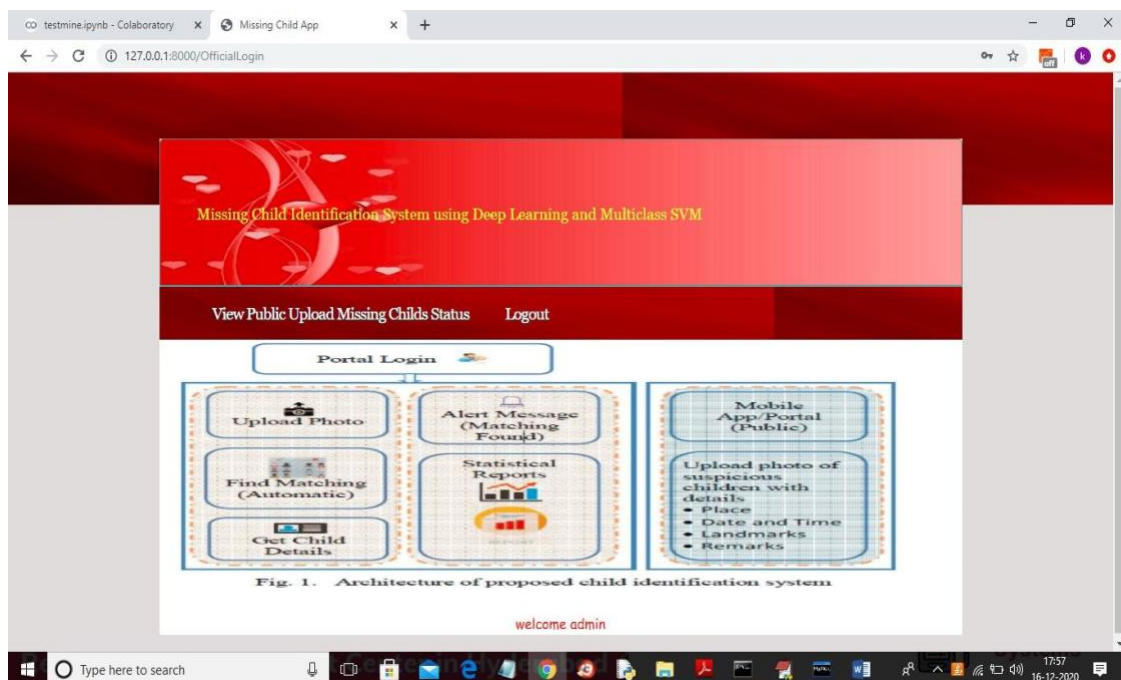 testmine.ipynb - Colaboratory
Missing Child App
127.0.0.1:8000/OfficialLogin
off
k
Missing Child Identification System using Deep Learning and Multiclass SVM
View Public Upload Missing Childs Status Logout
Portal Login
Upload Photo
Find Matching
(Automatic)
Get Child
Details
Alert Message
(Matching
Found)
Statistical
Reports
Mobile
App/Portal
(Public)
Upload photo of
suspicious
children with
details
• Place
• Date and Time
• Landmarks
• Remarks
Fig. 1. Architecture of proposed child identification system
welcome admin
Type here to search
17:57
16-12-2020